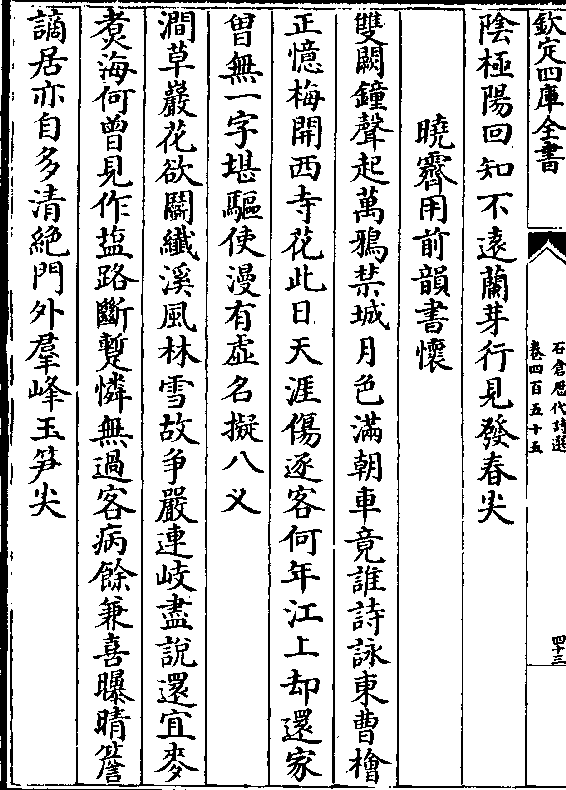 欽定四庫全書
石倉歷代詩選
卷四百五十五
四十三
陰極陽回知不遠蘭芽行見發春尖
曉霽用前韻書懷
雙闕鐘聲起萬鴉禁城月色滿朝車竟誰詩詠東曹檜
正憶梅開西寺花此日天涯傷逐客何年江上却還家
曾無一字堪驅使漫有虛名擬八乂
澗草巖花欲鬭纖溪風林雪故争嚴連岐盡說還宜麥
煑海何曾見作盐路斷暫憐無過客病餘兼喜曝晴簷
謫居亦自多清絶門外羣峰玉笋尖